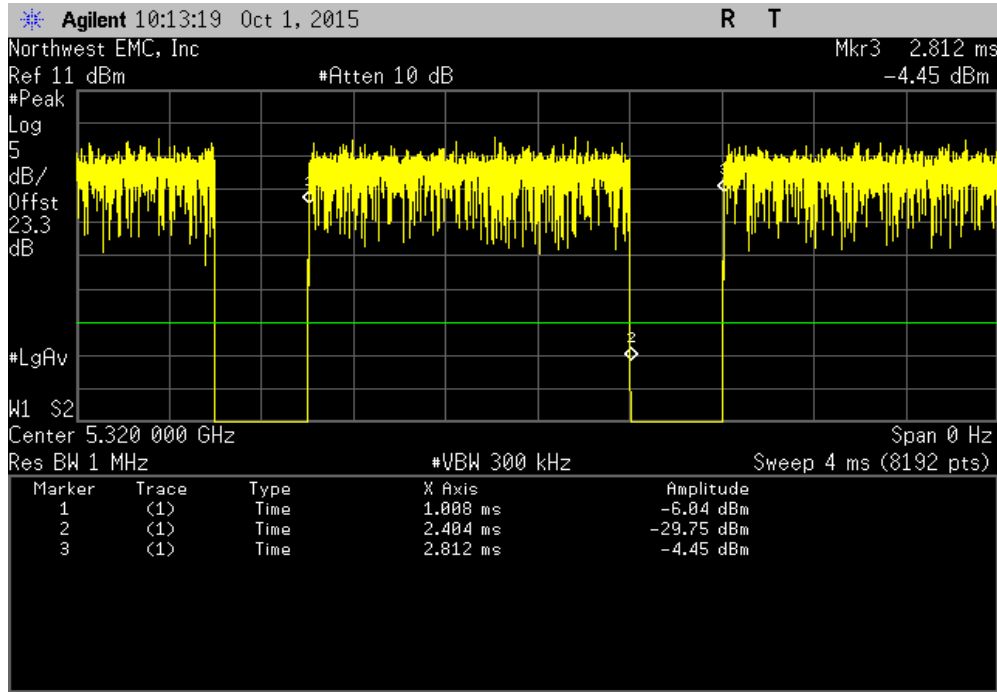 Agilent 10:13:19 Oct 1, 2015 R T
Northwest EMC, Inc Mkr3 2.812 ms
Ref 11 dBm #Atten 10 dB -4.45 dBm
#Peak
Log
5
dB/
Offst
23.3
dB
1
3
2
#LgAv
W1 S2
Center 5.320 000 GHz Span 0 Hz
Res BW 1 MHz #VBW 300 kHz Sweep 4 ms (8192 pts)
Marker Trace Type X Axis Amplitude
1 (1) Time 1.008 ms -6.04 dBm
2 (1) Time 2.404 ms -29.75 dBm
3 (1) Time 2.812 ms -4.45 dBm